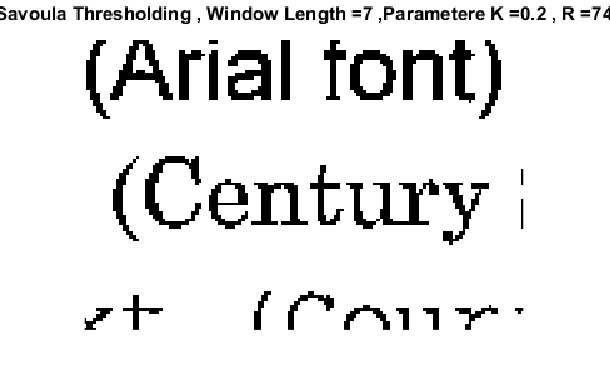 Savoula Thresholding , Window Length =7 ,Parametere K =0.2 , R =74
(Arial font)
(Century